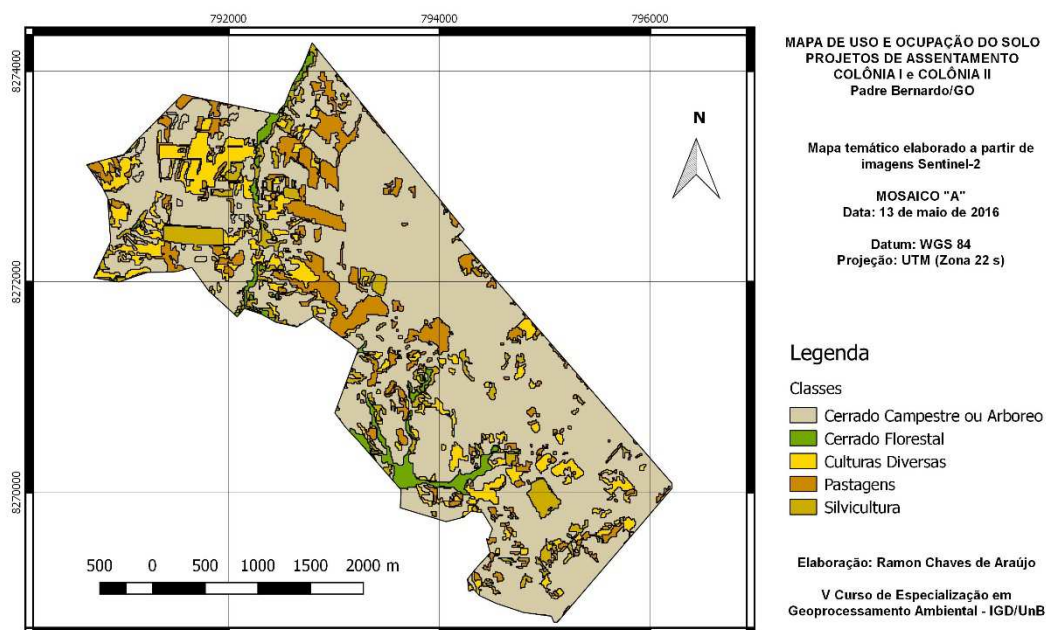 792000
794000
796000
8274000
8272000
8270000
500 0 500 1000 1500 2000 m
N
MAPA DE USO E OCUPAÇÃO DO SOLO
PROJETOS DE ASSENTAMENTO
COLÔNIA I e COLÔNIA II
Padre Bernardo/GO
Mapa temático elaborado a partir de
imagens Sentinel-2
MOSAICO "A"
Data: 13 de maio de 2016
Datum: WGS 84
Projeção: UTM (Zona 22 s)
Legenda
Classes
Cerrado Campestre ou Arboreo
Cerrado Florestal
Culturas Diversas
Pastagens
Silvicultura
Elaboração: Ramon Chaves de Araújo
V Curso de Especialização em
Geoprocessamento Ambiental - IGD/UnB